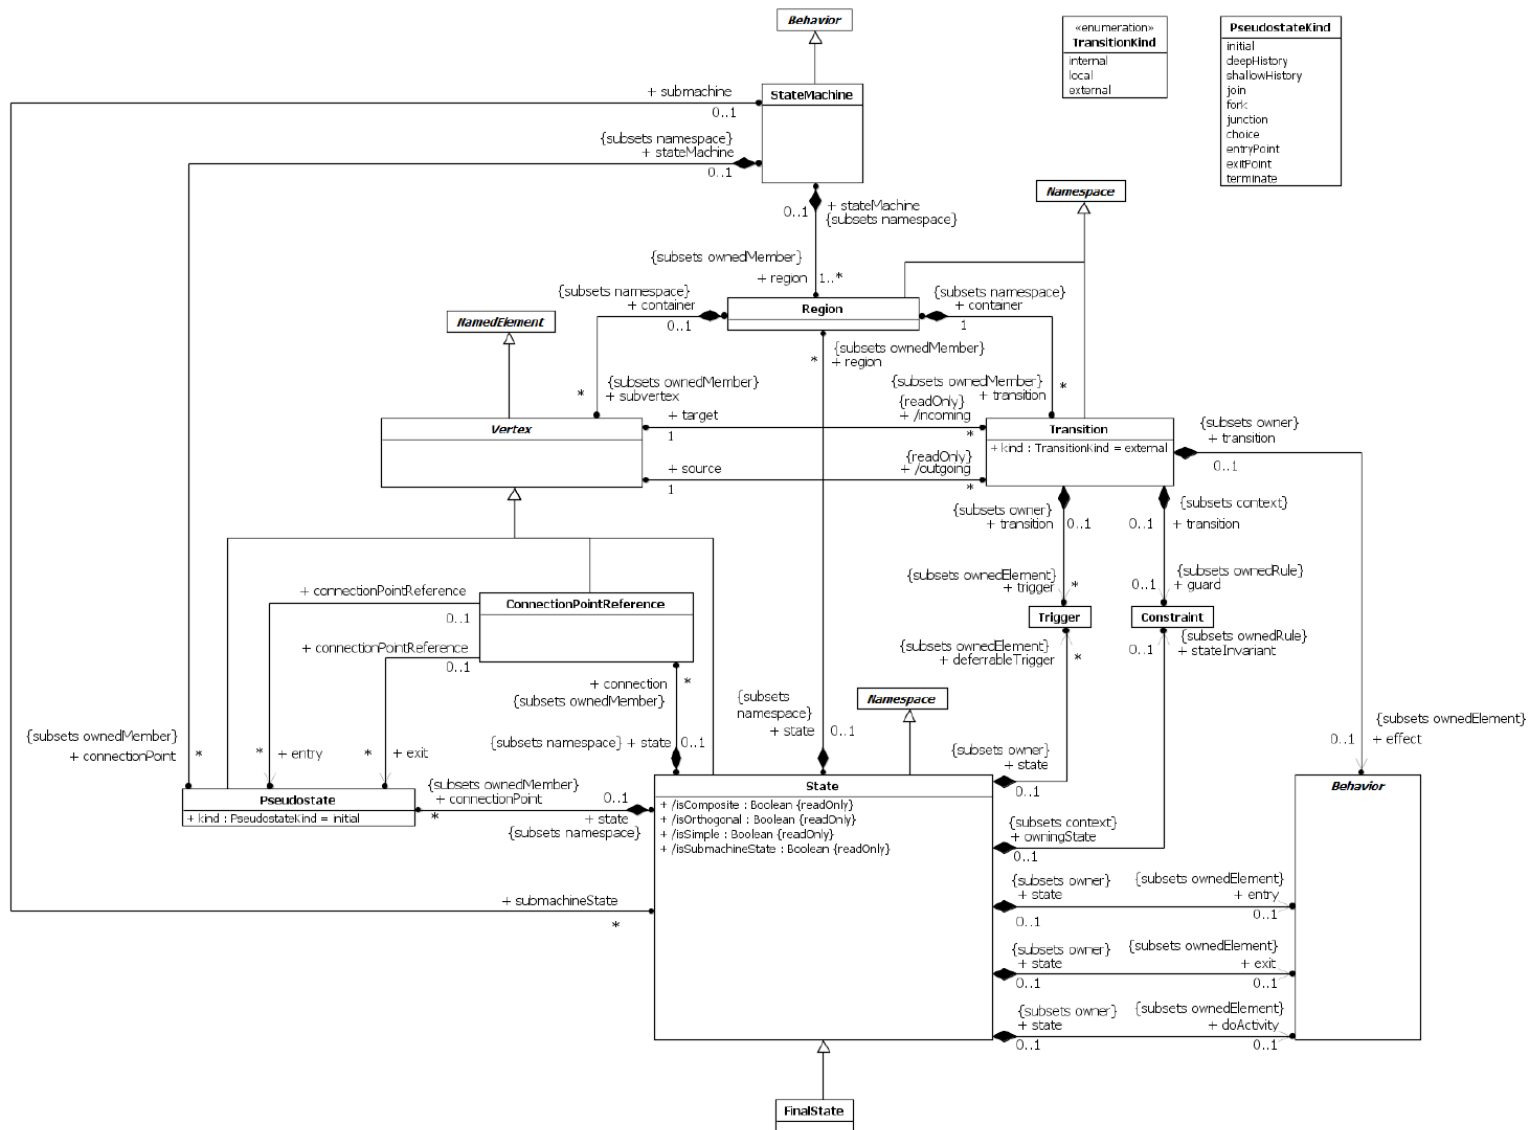 Behavior
«enumeration»
TransitionKind
internal
local
external
PseudostateKind
initial
deepHistory
shallowHistory
join
fork
junction
choice
entryPoint
exitPoint
terminate
+ submachine
0..1
StateMachine
{subsets namespace}
+ stateMachine
0..1
0..1
+ stateMachine
{subsets namespace}
Namespace
{subsets ownedMember}
+ region
1..*
{subsets namespace}
+ container
0..1
Region
{subsets namespace}
+ container
1
NamedElement
*
{subsets ownedMember}
+ region
{subsets ownedMember}
+ subvertex
*
{subsets ownedMember}
+ transition
*
Vertex
+ target
1
{readOnly}
+ /incoming
*
+ source
1
{readOnly}
+ /outgoing
*
Transition
+ kind : TransitionKind = external
{subsets owner}
+ transition
0..1
{subsets owner}
+ transition
0..1
0..1
{subsets context}
+ transition
{subsets ownedElement}
+ trigger
*
0..1
{subsets ownedRule}
+ guard
Trigger
Constraint
+ connectionPointReference
0..1
ConnectionPointReference
+ connectionPointReference
0..1
{subsets ownedElement}
+ deferrableTrigger
*
0..1
{subsets ownedRule}
+ stateInvariant
+ connection
*
{subsets ownedMember}
{subsets
namespace}
+ state
0..1
Namespace
{subsets ownedMember}
+ connectionPoint
*
*
+ entry
*
+ exit
{subsets namespace} + state
0..1
{subsets owner}
+ state
0..1
{subsets ownedElement}
0..1
+ effect
Pseudostate
+ kind : PseudostateKind = initial
{subsets ownedMember}
+ connectionPoint
*
0..1
+ state
{subsets namespace}
State
+ /isComposite : Boolean {readOnly}
+ /isOrthogonal : Boolean {readOnly}
+ /isSimple : Boolean {readOnly}
+ /isSubmachineState : Boolean {readOnly}
Behavior
{subsets context}
+ owningState
0..1
+ submachineState
*
{subsets owner}
+ state
0..1
{subsets ownedElement}
+ entry
0..1
{subsets owner}
+ state
0..1
{subsets ownedElement}
+ exit
0..1
{subsets owner}
+ state
0..1
{subsets ownedElement}
+ doActivity
0..1
FinalState